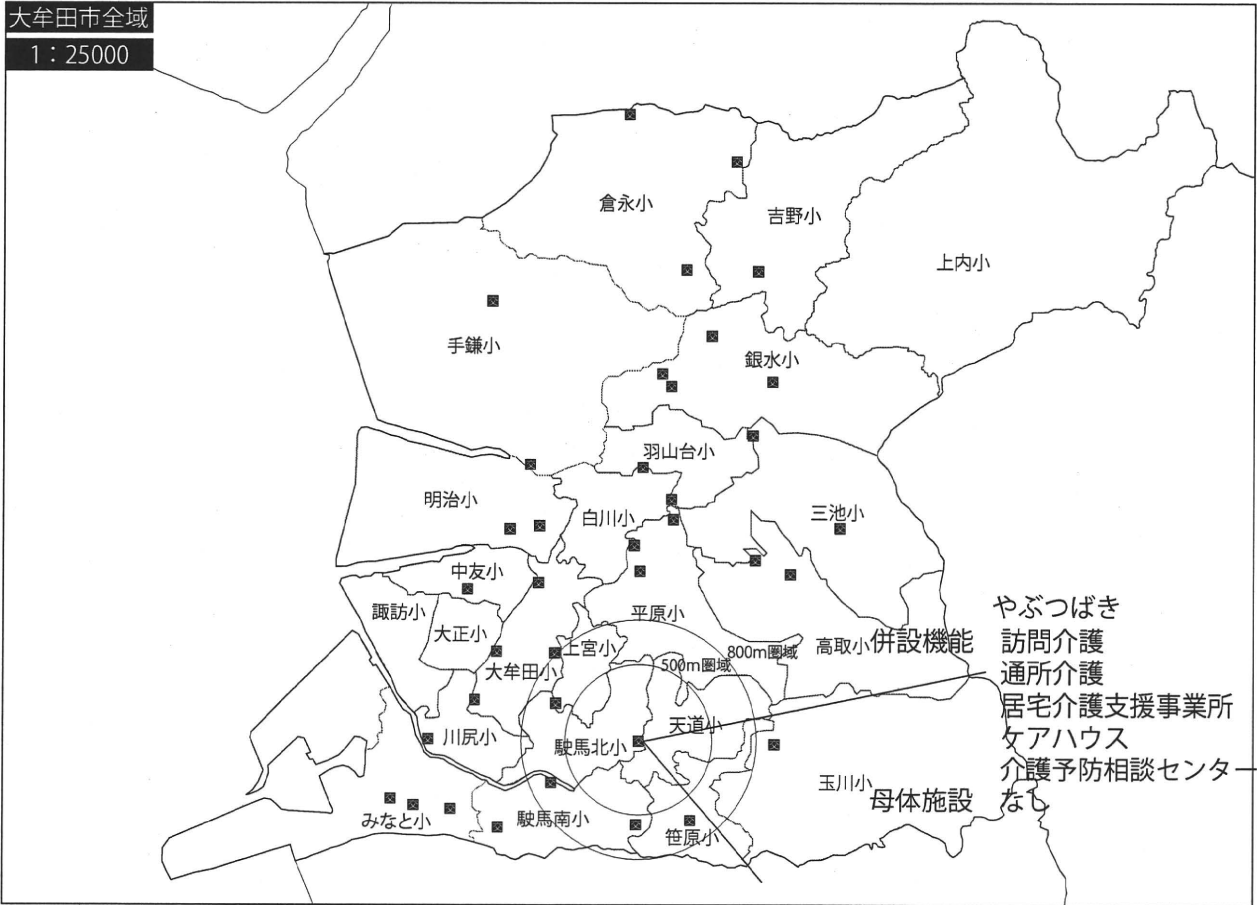 大牟田市全域
1：25000
倉永小
吉野小
上内小
手鎌小
銀水小
羽山台小
明治小
白川小
三池小
中友小
諏訪小
大正小
平原小
上宮小
大牟田小
500m圏域
800m圏域
高取小
川尻小
駛馬北小
天道小
玉川小
みなと小
駛馬南小
笹原小
やぶつばき
併設機能 訪問介護
通所介護
居宅介護支援事業所
ケアハウス
介護予防相談センター
母体施設 なし